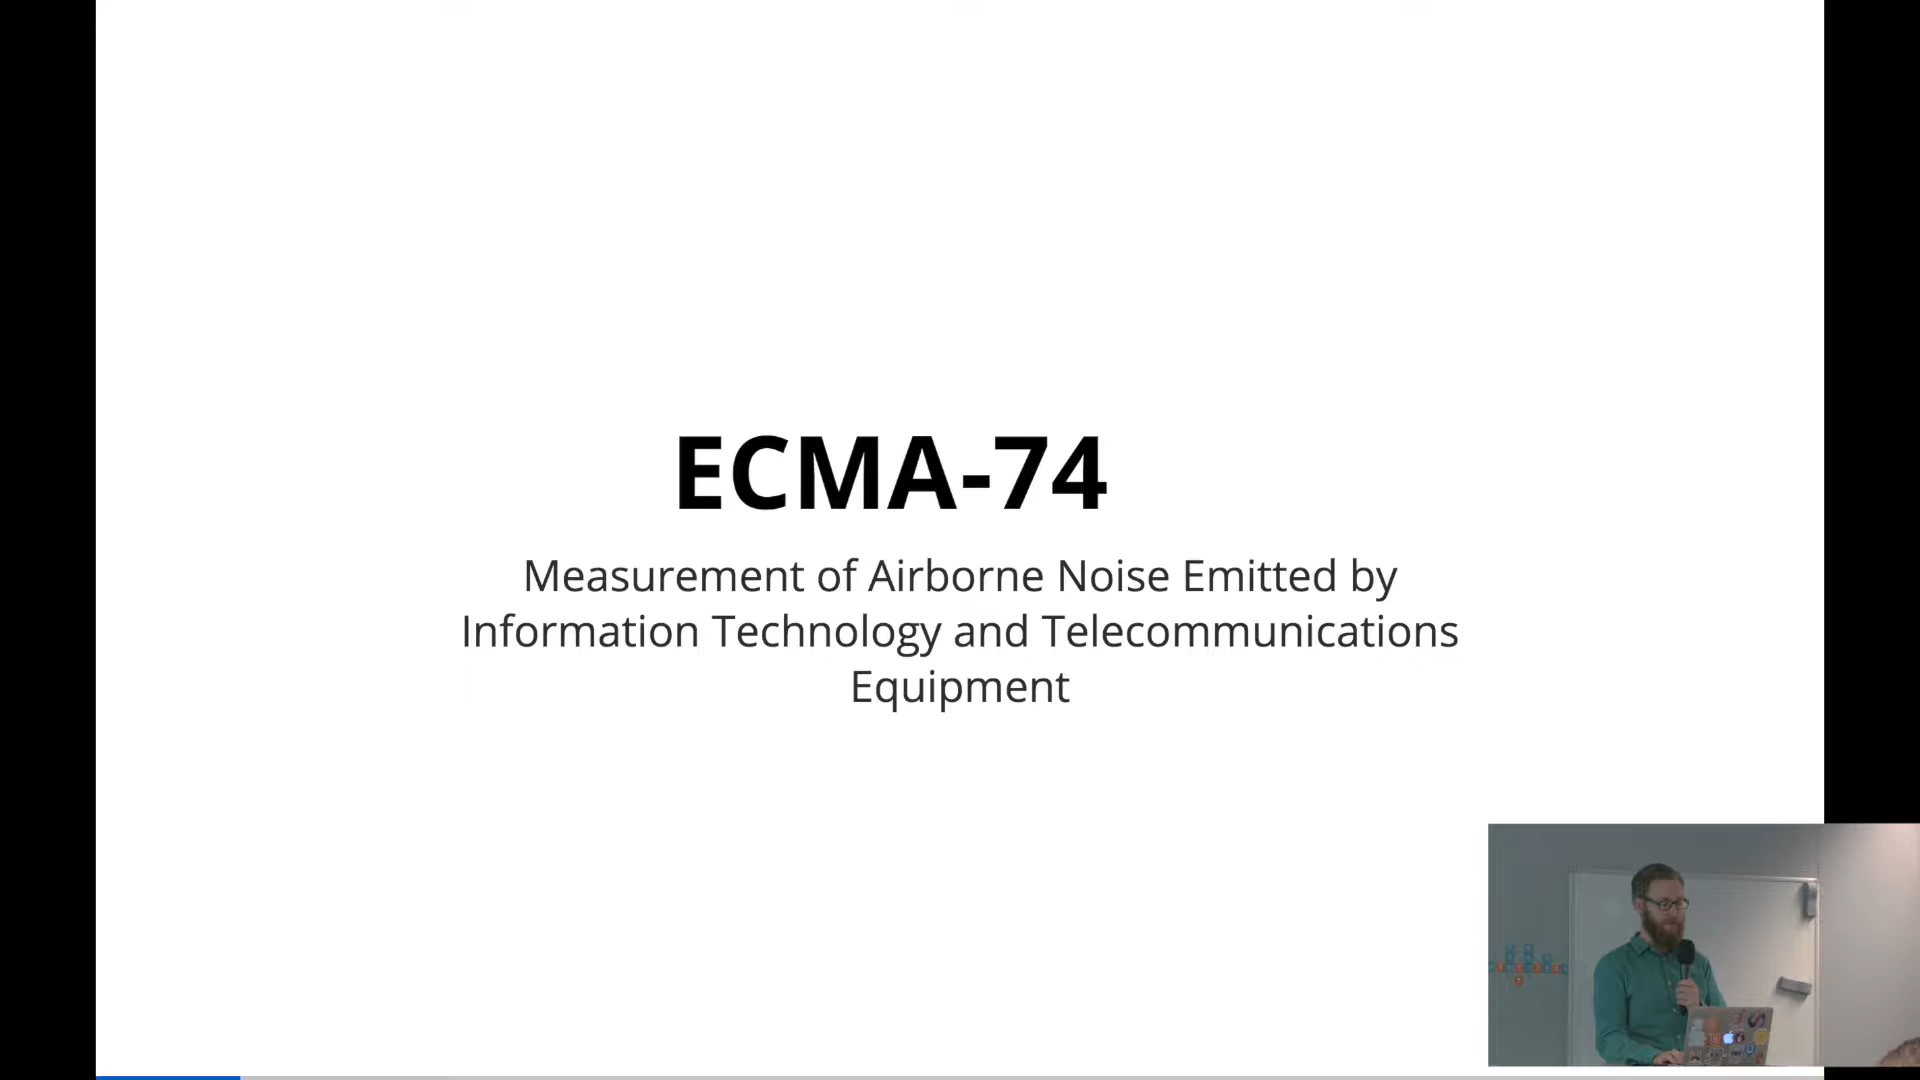 ECMA-74
Measurement of Airborne Noise Emitted by
Information Technology and Telecommunications
Equipment